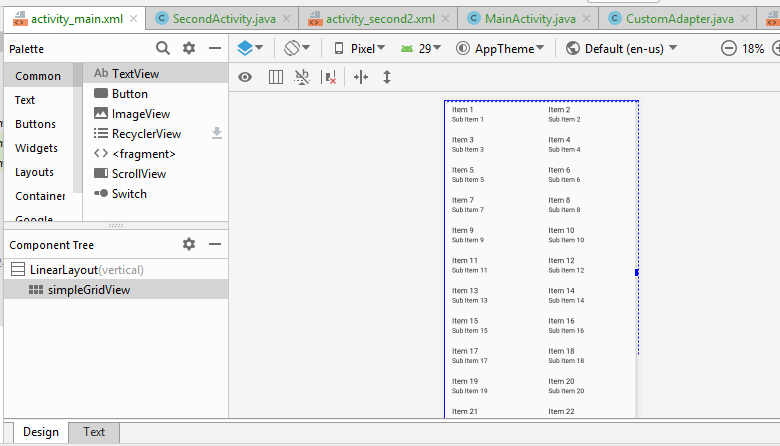 activity_main.xml SecondActivity.java activity_second2.xml MainActivity.java CustomAdapter.java
Palette
Pixel 29 AppTheme Default (en-us) 18%
Common
Text
Buttons
Widgets
Layouts
Container
Google
Ab TextView
Button
ImageView
RecyclerView
<fragment>
ScrollView
Switch
Component Tree
LinearLayout(vertical)
simpleGridView
Item 1 Item 2
Sub Item 1 Sub Item 2
Item 3 Item 4
Sub Item 3 Sub Item 4
Item 5 Item 6
Sub Item 5 Sub Item 6
Item 7 Item 8
Sub Item 7 Sub Item 8
Item 9 Item 10
Sub Item 9 Sub Item 10
Item 11 Item 12
Sub Item 11 Sub Item 12
Item 13 Item 14
Sub Item 13 Sub Item 14
Item 15 Item 16
Sub Item 15 Sub Item 16
Item 17 Item 18
Sub Item 17 Sub Item 18
Item 19 Item 20
Sub Item 19 Sub Item 20
Item 21 Item 22
Design Text